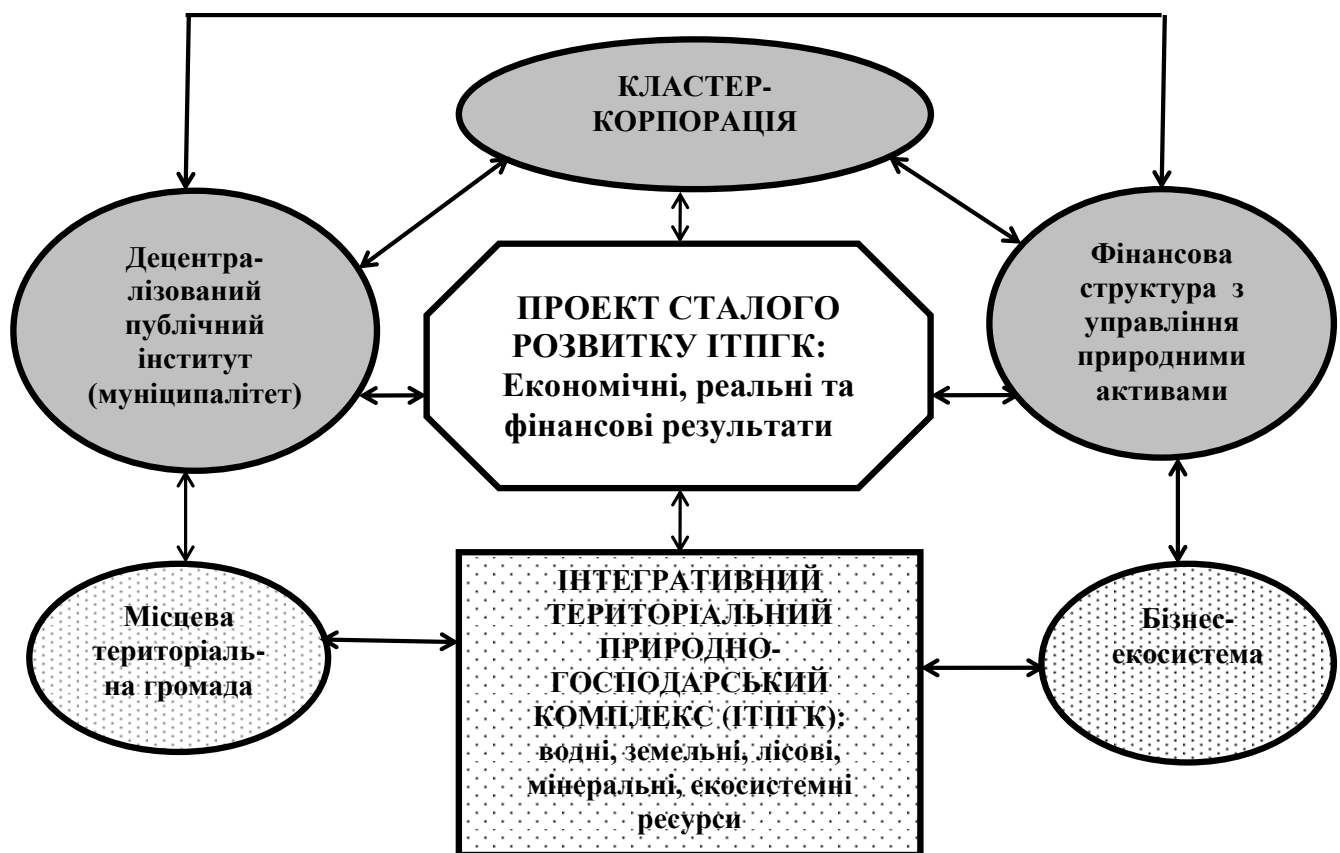 КЛАСТЕР-
КОРПОРАЦІЯ
Децентра-
лізований
публічний
інститут
(муніципалітет)
ПРОЕКТ СТАЛОГО
РОЗВИТКУ ІТПГК:
Економічні, реальні та
фінансові результати
Фінансова
структура з
управління
природними
активами
Місцева
територіаль-
на громада
ІНТЕГРАТИВНИЙ
ТЕРИТОРІАЛЬНИЙ
ПРИРОДНО-
ГОСПОДАРСЬКИЙ
КОМПЛЕКС (ІТПГК):
водні, земельні, лісові,
мінеральні, екосистемні
ресурси
Бізнес-
екосистема